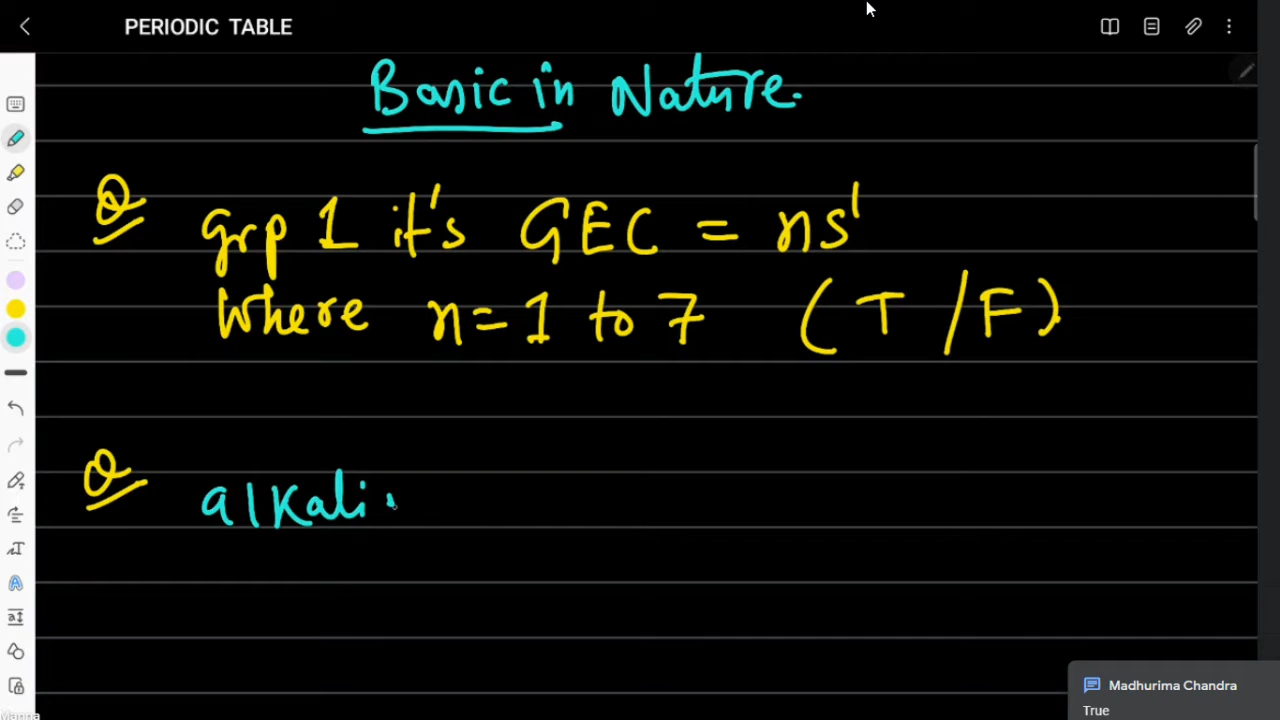 PERIODIC TABLE
Basic in Nature.
Q grp 1 it's GEC = ns¹
Where n=1 to 7 (T/F)
Q alkali
Madhurima Chandra
True